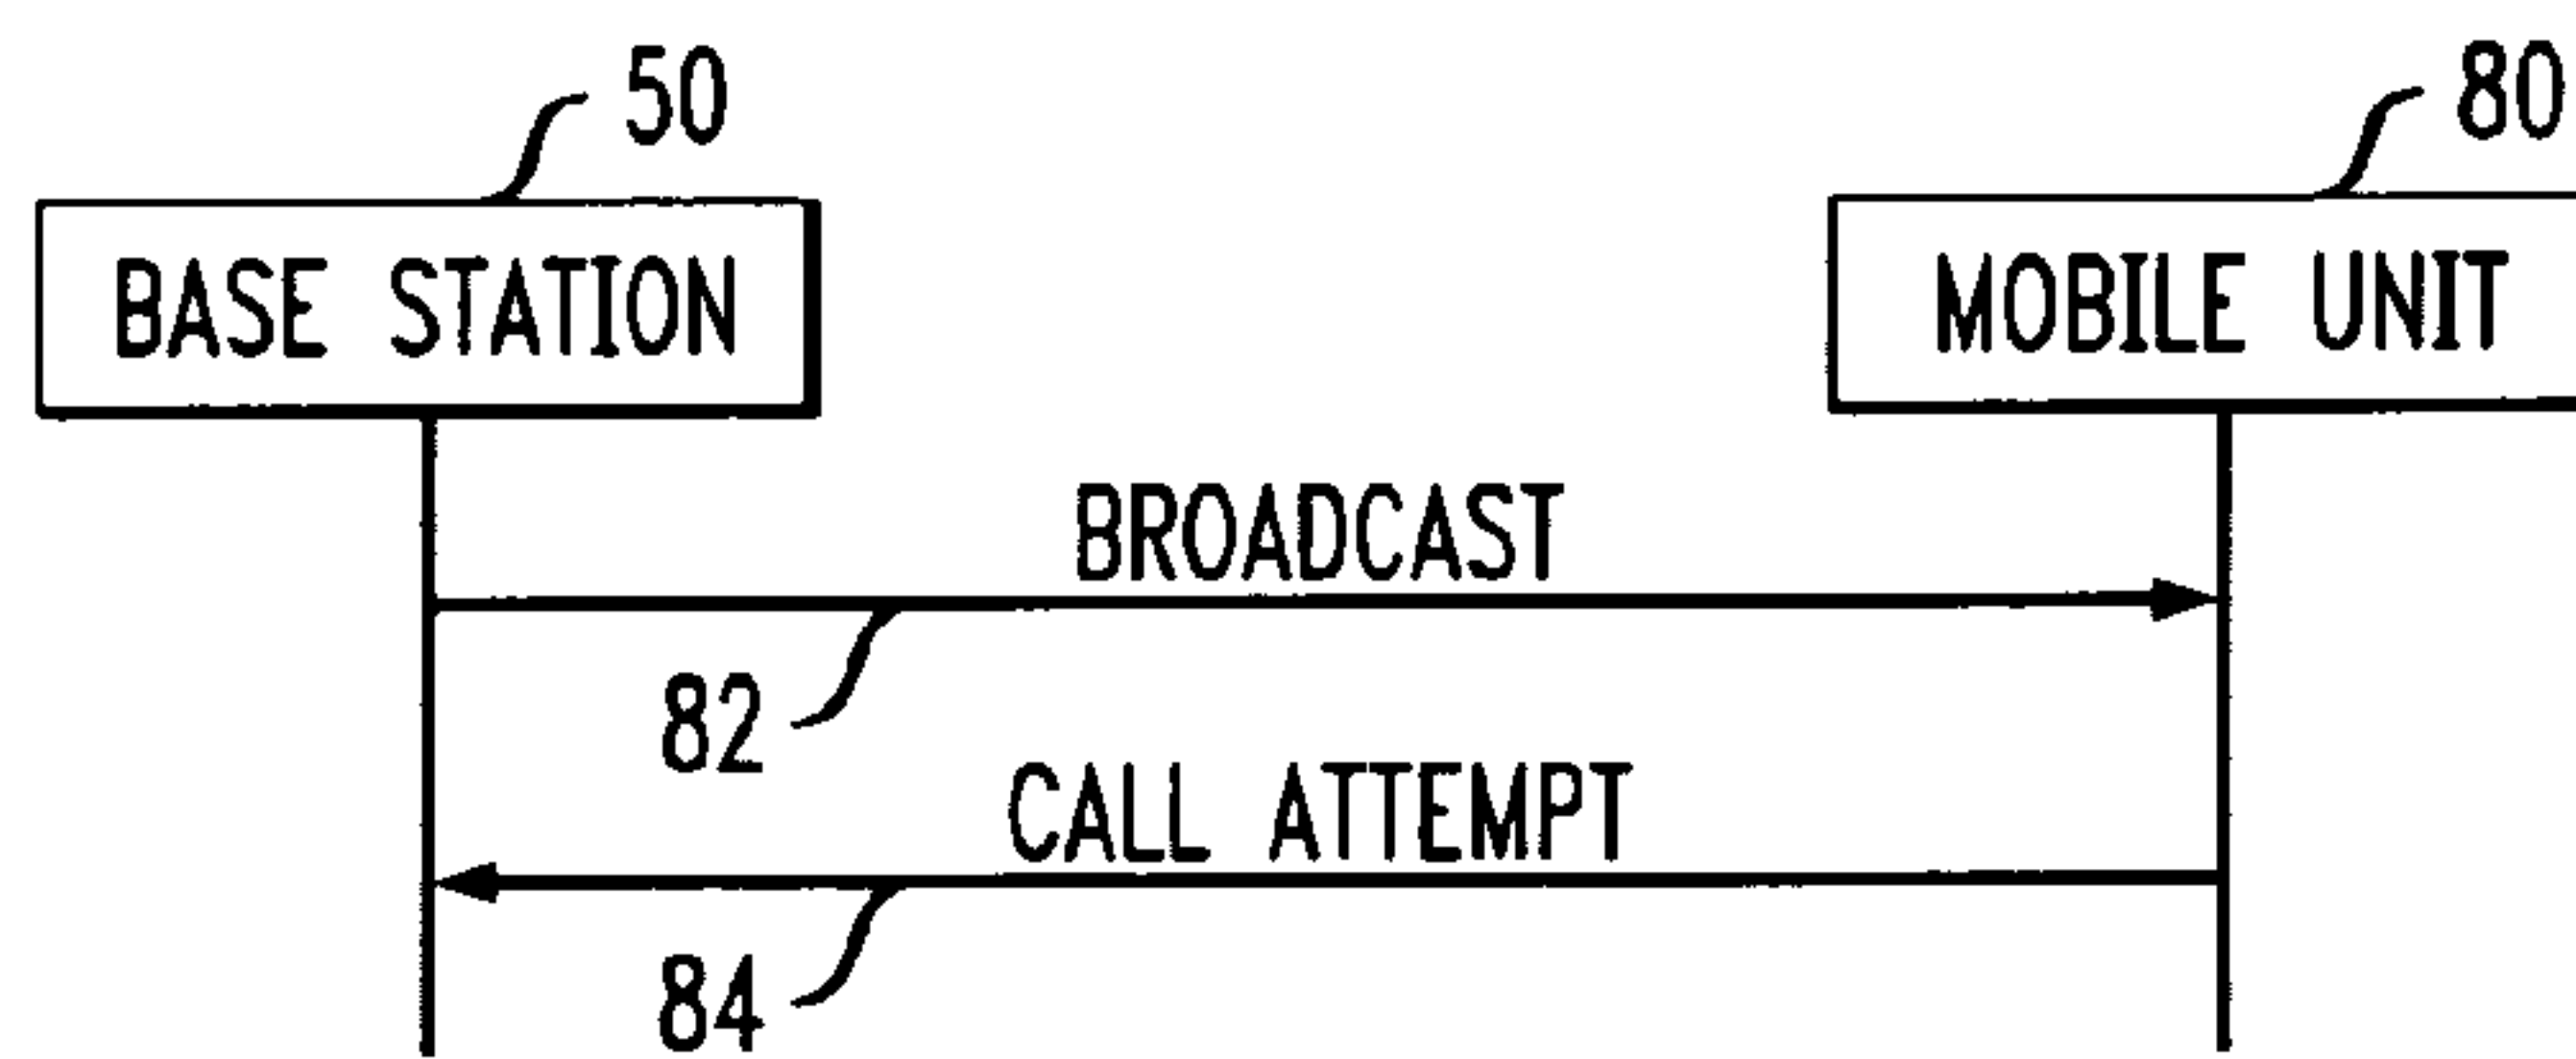 50
80
BASE STATION
MOBILE UNIT
BROADCAST
82
CALL ATTEMPT
84